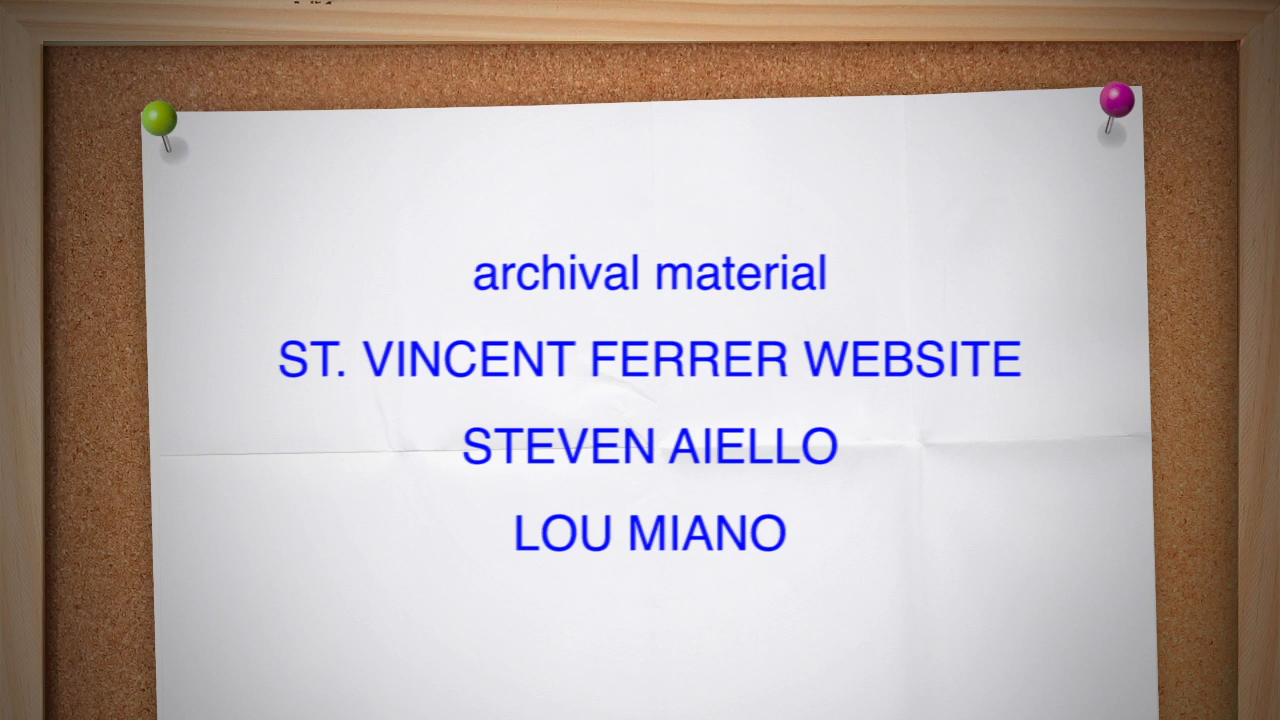 archival material
ST. VINCENT FERRER WEBSITE
STEVEN AIELLO
LOU MIANO